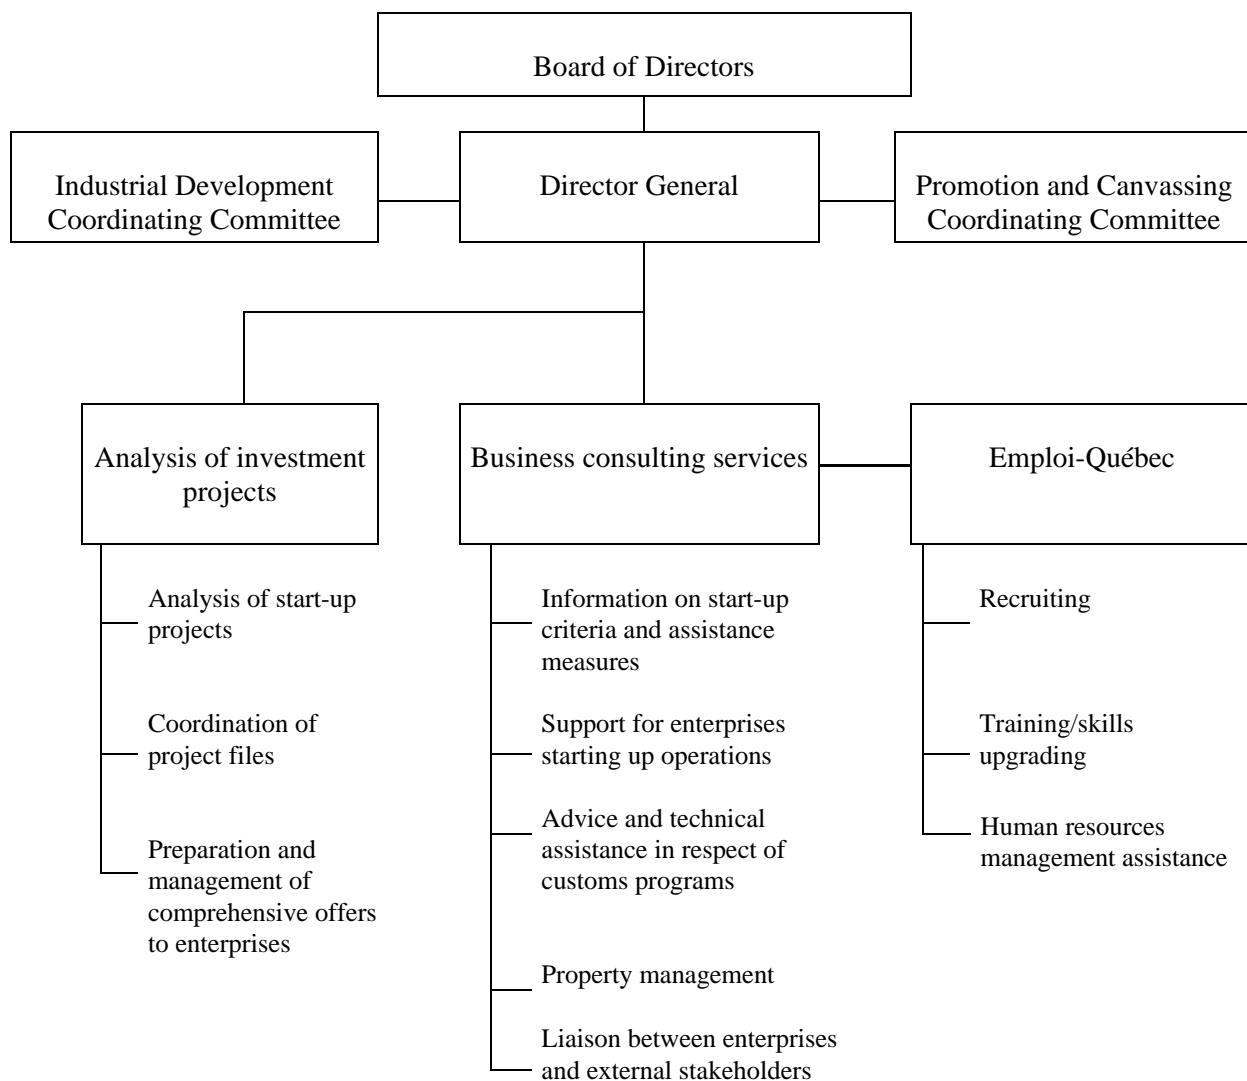 Board of Directors
Industrial Development
Coordinating Committee
Director General
Promotion and Canvassing
Coordinating Committee
Analysis of investment
projects
Business consulting services
Emploi-Québec
Analysis of start-up
projects
Coordination of
project files
Preparation and
management of
comprehensive offers
to enterprises
Information on start-up
criteria and assistance
measures
Support for enterprises
starting up operations
Advice and technical
assistance in respect of
customs programs
Property management
Liaison between enterprises
and external stakeholders
Recruiting
Training/skills
upgrading
Human resources
management assistance